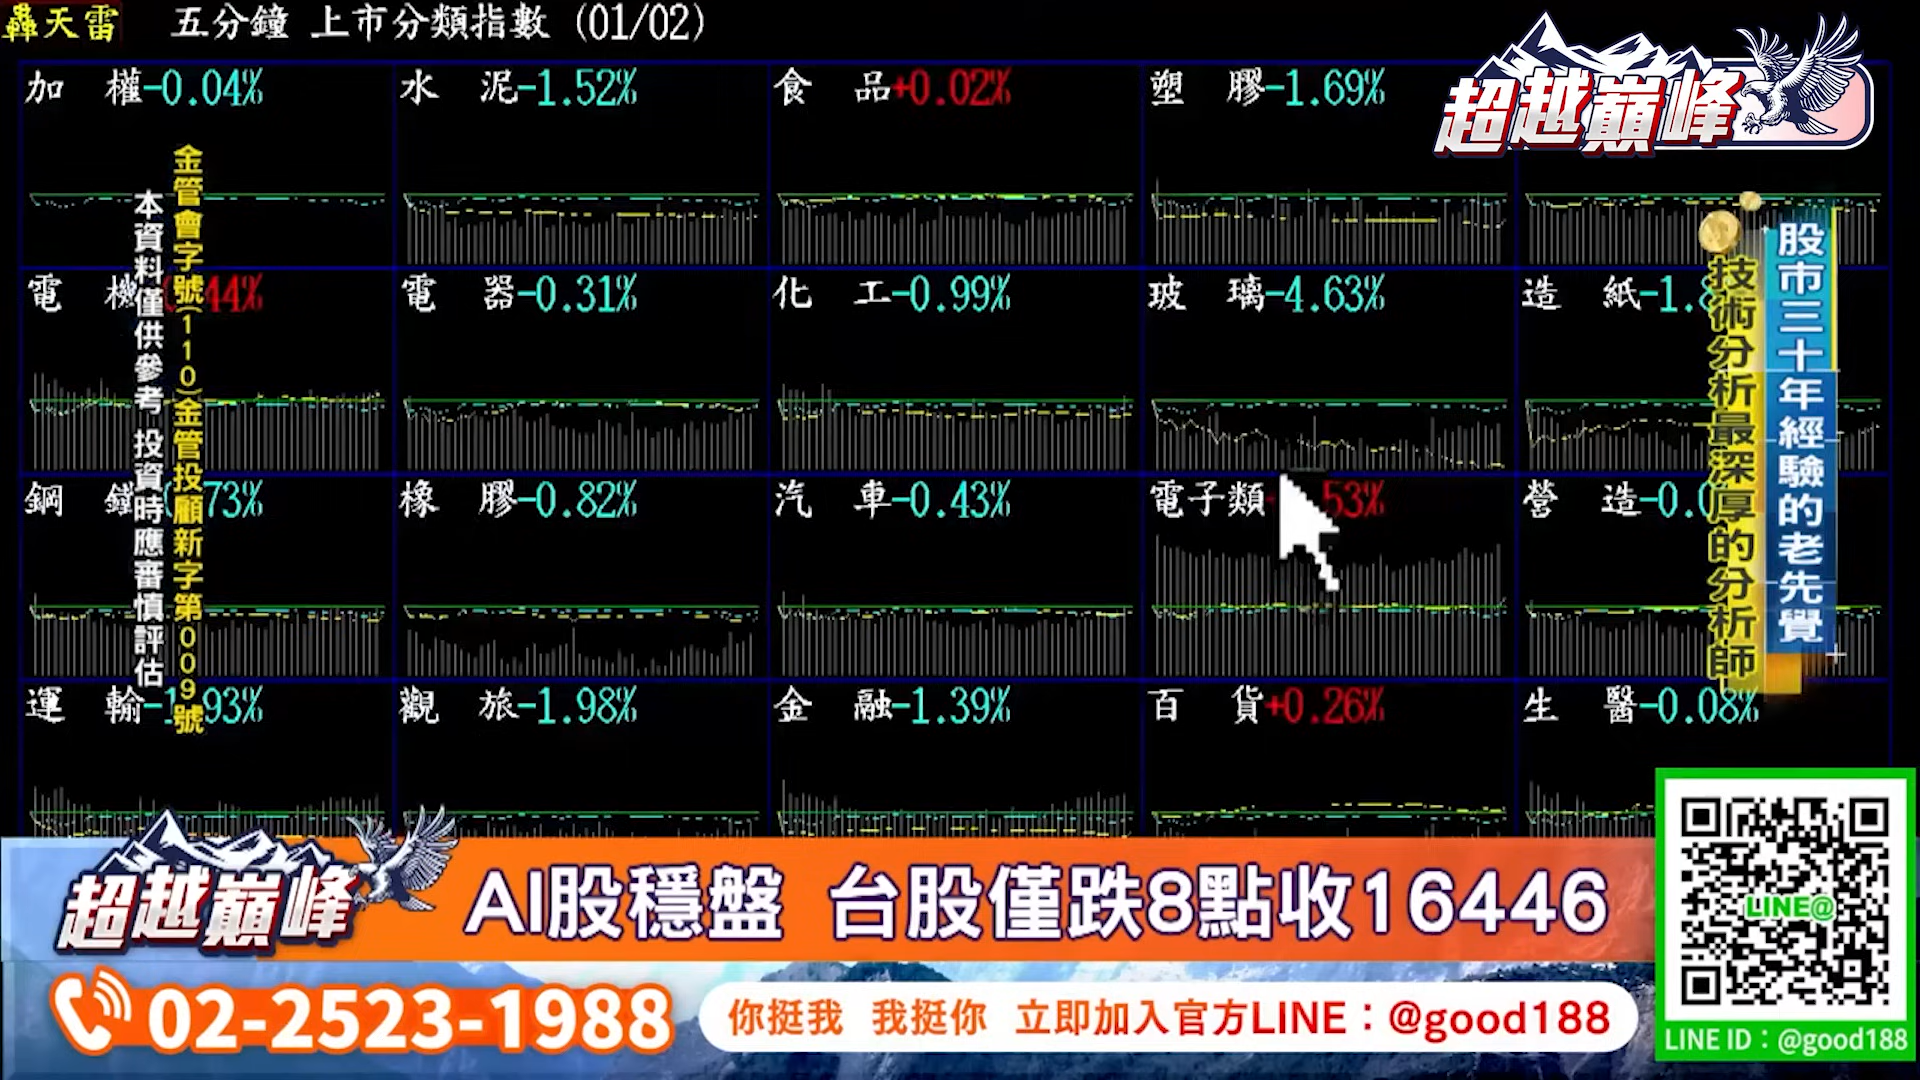 轟天雷 五分鐘 上市分類指數 (01/02)
超越巔峰
加 權-0.04%
水 泥-1.52%
食 品+0.02%
塑 膠-1.69%
電 機 44%
電 器-0.31%
化 工-0.99%
玻 璃-4.63%
造 紙-1.
鋼 鐵 73%
橡 膠-0.82%
汽 車-0.43%
電子類 53%
營 造-0.0
運 輸-1.93%
觀 旅-1.98%
金 融-1.39%
百 貨+0.26%
生 醫-0.08%
金管會字號(110)金管投顧新字第009號
本資料僅供參考 投資時應審慎評估
股市三十年經驗的老先覺
技術分析最深厚的分析師
超越巔峰
AI股穩盤 台股僅跌8點收16446
02-2523-1988
你挺我 我挺你 立即加入官方LINE：@good188
LINE@
LINE ID：@good188